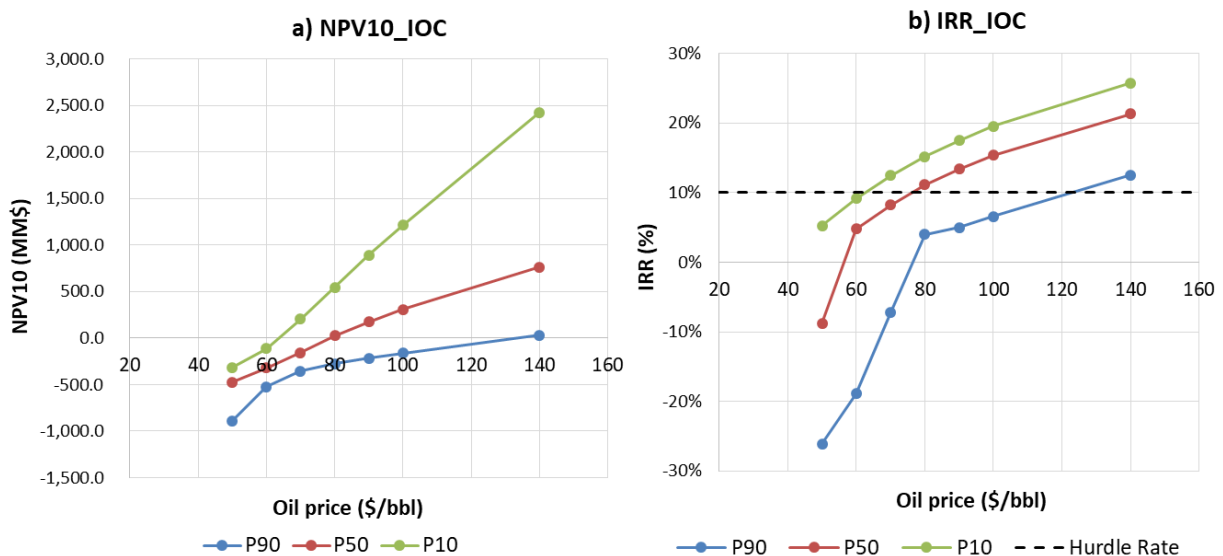 a) NPV10_IOC
3,000.0
2,500.0
2,000.0
1,500.0
1,000.0
500.0
0.0
-500.0
-1,000.0
-1,500.0
20 40 60 80 100 120 140 160
NPV10 (MM$)
Oil price ($/bbl)
P90 P50 P10
b) IRR_IOC
30%
20%
10%
0%
-10%
-20%
-30%
20 40 60 80 100 120 140 160
IRR (%)
Oil price ($/bbl)
P90 P50 P10 Hurdle Rate